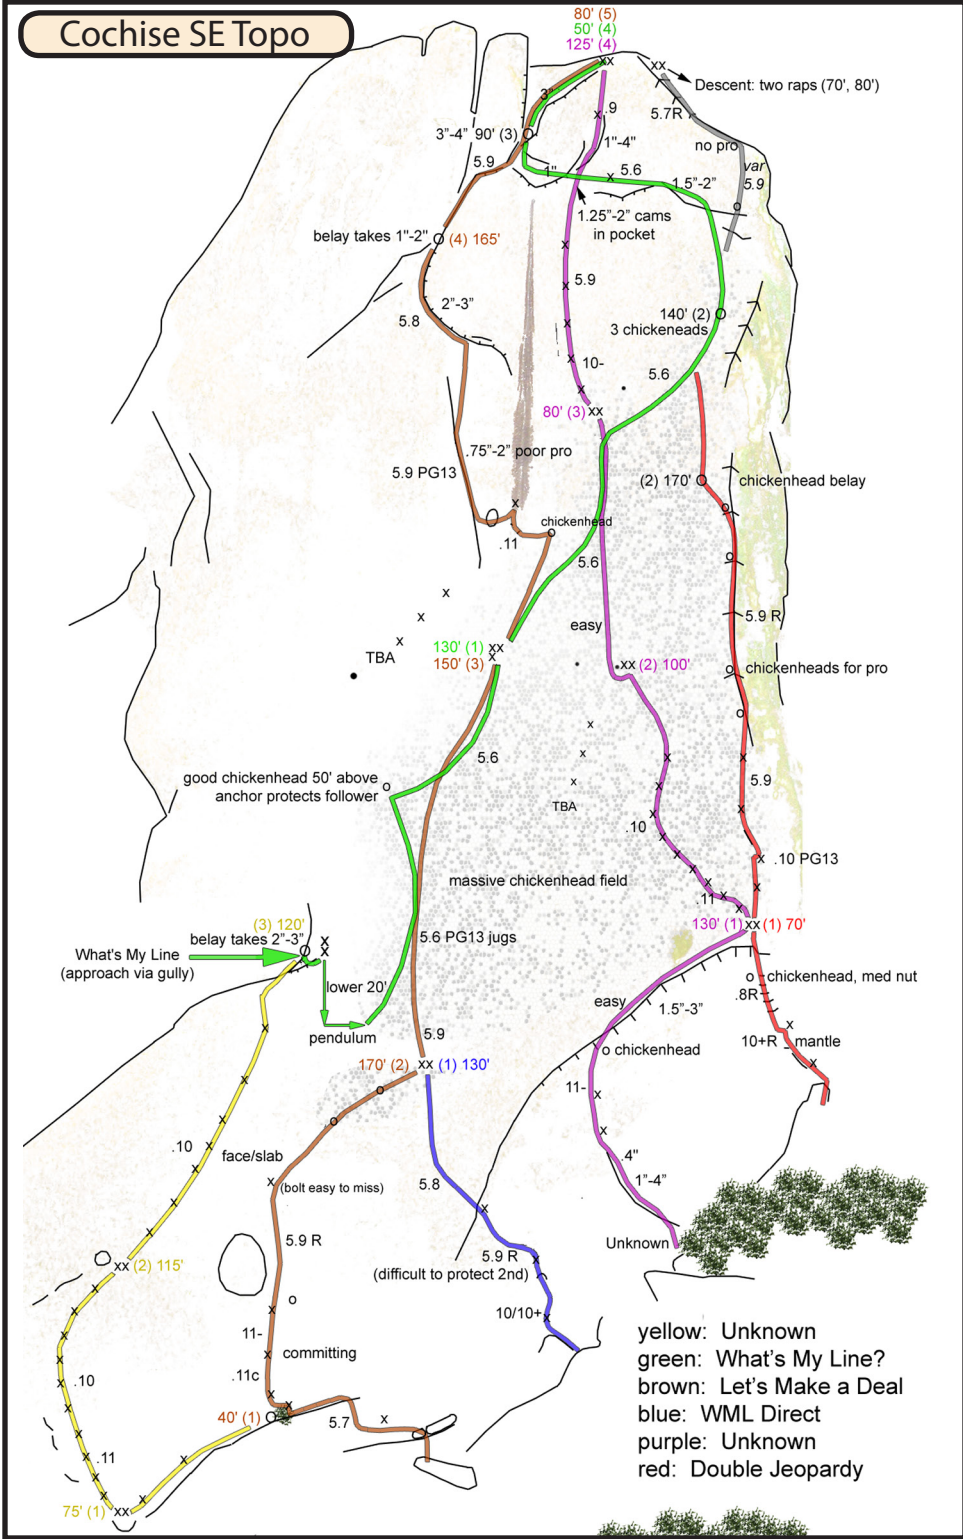 Cochise SE Topo
80' (5)
50' (4)
125' (4)
xx
xx
Descent: two raps (70', 80')
3"
.9
5.7R
3"-4" 90' (3)
1"-4"
no pro
5.9
1"
5.6
1.5"-2"
var
5.9
1.25"-2" cams
in pocket
belay takes 1"-2"
(4) 165'
5.9
2"-3"
5.8
140' (2)
3 chickeneads
10-
5.6
80' (3) xx
.75"-2" poor pro
5.9 PG13
(2) 170'
chickenhead belay
chickenhead
.11
5.6
5.9 R
easy
TBA
130' (1) xx
150' (3)
xx (2) 100'
chickenheads for pro
5.6
good chickenhead 50' above
anchor protects follower
5.9
TBA
.10
.10 PG13
massive chickenhead field
.11
(3) 120'
130' (1) xx (1) 70'
belay takes 2"-3"
What's My Line
(approach via gully)
5.6 PG13 jugs
lower 20'
chickenhead, med nut
.8R
easy
1.5"-3"
pendulum
5.9
10+R
mantle
chickenhead
170' (2) xx (1) 130'
11-
.10
face/slab
.4"
(bolt easy to miss)
5.8
1"-4"
5.9 R
Unknown
5.9 R
(difficult to protect 2nd)
xx (2) 115'
10/10+
11-
committing
.10
.11c
40' (1)
5.7
.11
75' (1) xx
yellow: Unknown
green: What's My Line?
brown: Let's Make a Deal
blue: WML Direct
purple: Unknown
red: Double Jeopardy